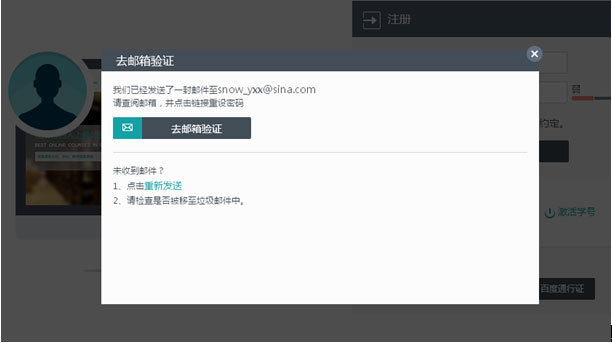 注册
去邮箱验证
我们已经发送了一封邮件至snow_yxx@sina.com
弱
请查阅邮箱，并点击链接重设密码
约定。
去邮箱验证
BEST ONLINE COURSES
未收到邮件？
1、点击重新发送
2、请检查是否被移至垃圾邮件中。
激活学号
百度通行证